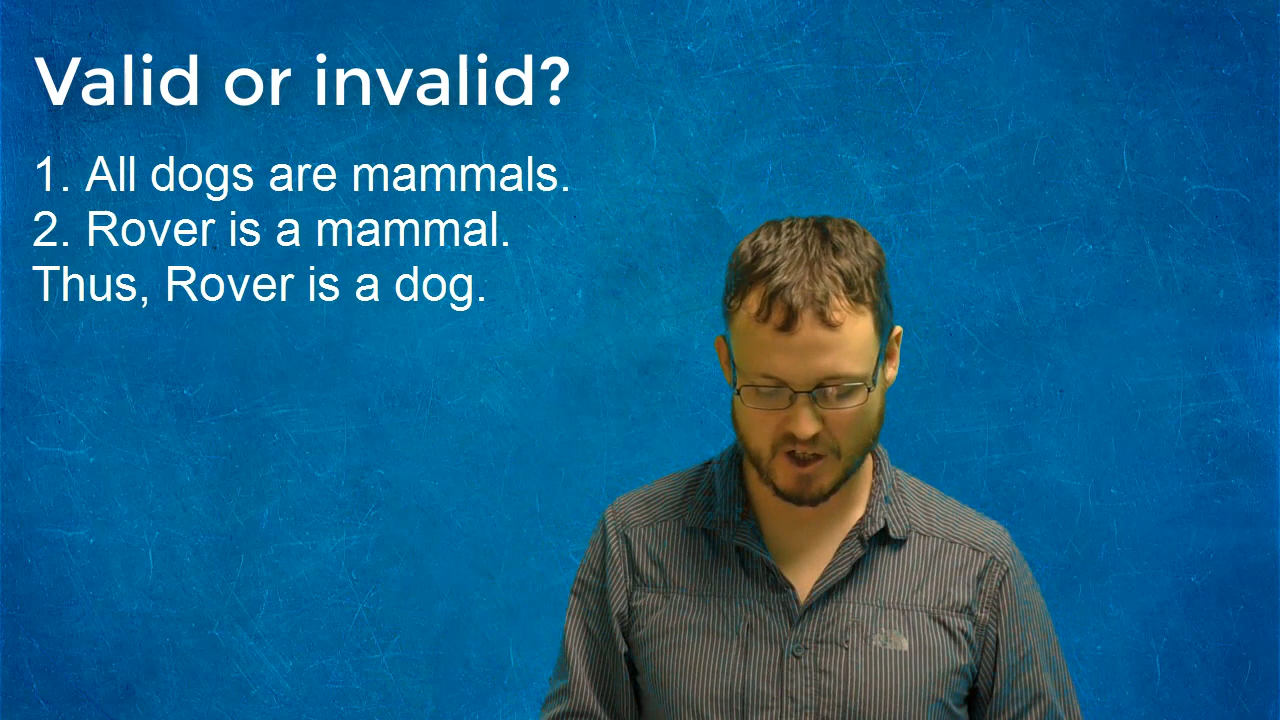 Valid or invalid?
1. All dogs are mammals.
2. Rover is a mammal.
Thus, Rover is a dog.